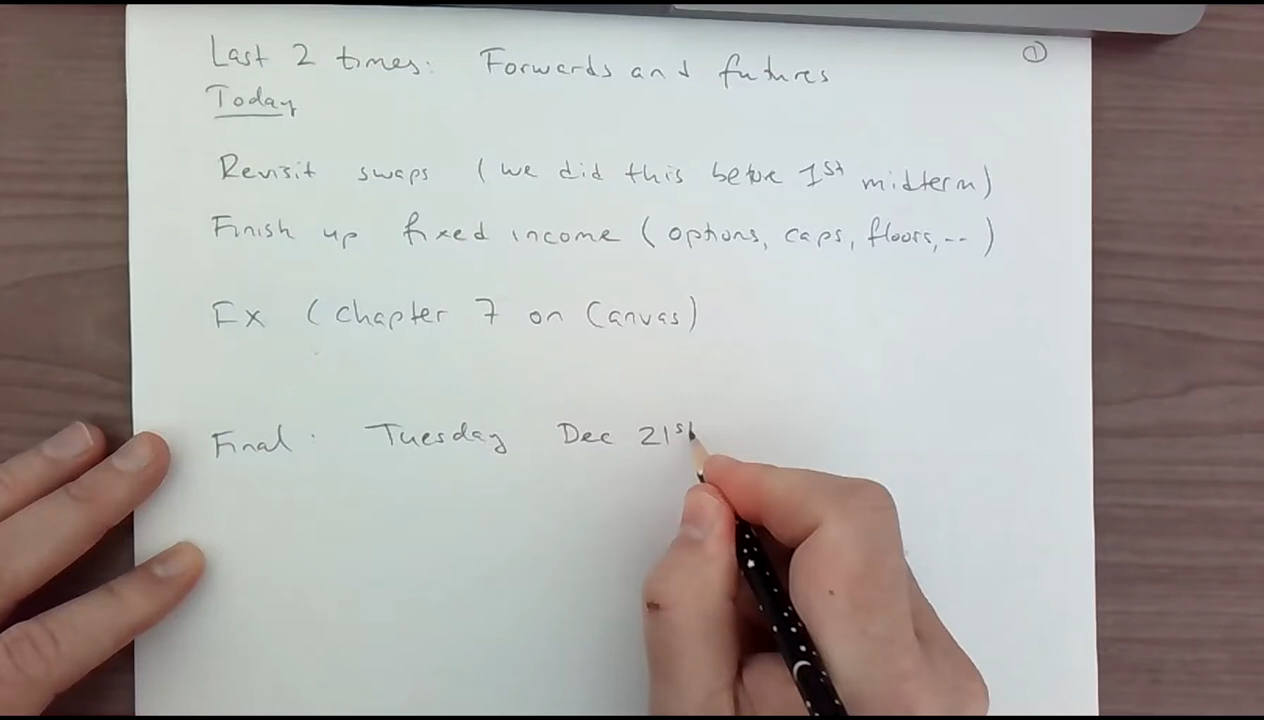 Last 2 times: Forwards and futures
①
Today
Revisit swaps (we did this before 1st midterm)
Finish up fixed income (options, caps, floors, -- )
FX (Chapter 7 on Canvas)
Final: Tuesday Dec 21st